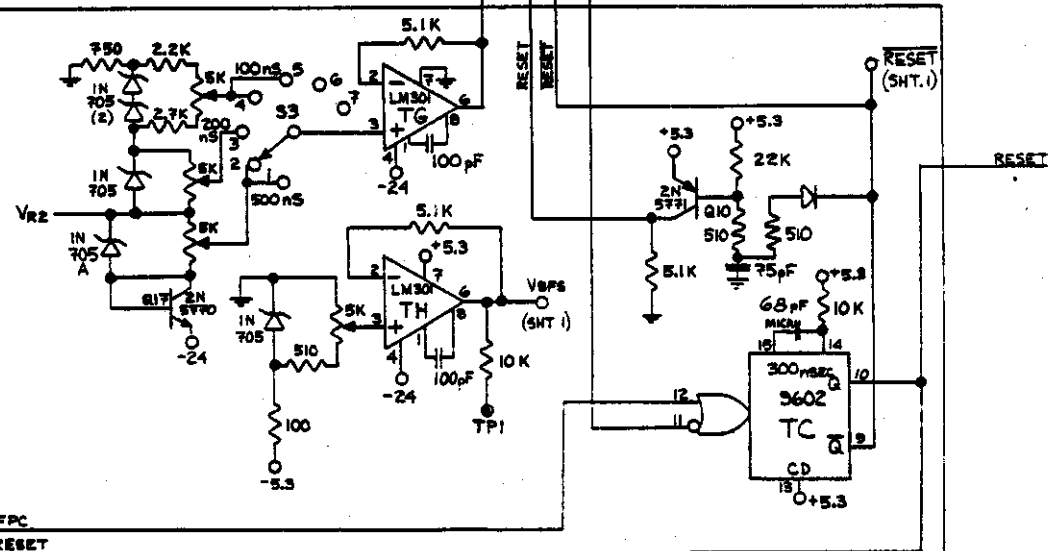 750
2.2K
5K
100nS
5
6
7
4
1N
705
(2)
2.7K
200
nS
3
S3
2
1N
705
5K
1
500nS
VR2
5K
1N
705
A
Q17
2N
5770
-24
5.1K
2
-
7
LM301
TG
6
3
+
1
8
4
100pF
-24
5.1K
+5.3
2
-
7
LM301
TH
6
VBFS
(SHT 1)
3
+
1
8
4
100pF
-24
5K
1N
705
510
100
-5.3
10K
TP1
RESET
RESET
RESET
(SHT.1)
+5.3
+5.3
22K
2N
5771
Q10
510
510
75pF
5.1K
RESET
+5.3
68pF
MICAN
10K
15
14
300nSEC
Q
10
9602
TC
12
11
Q
9
CD
13
+5.3
FPC
RESET